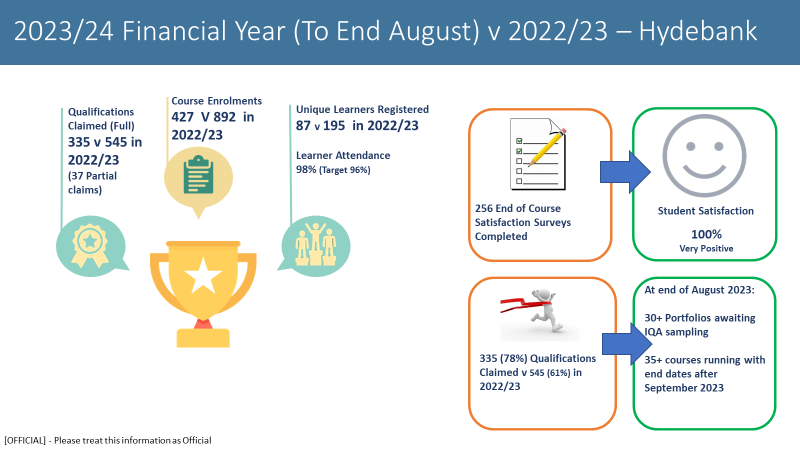 2023/24 Financial Year (To End August) v 2022/23 – Hydebank
Qualifications
Claimed (Full)
335 v 545 in
2022/23
(37 Partial
claims)
Course Enrolments
427 V 892 in
2022/23
Unique Learners Registered
87 v 195 in 2022/23
Learner Attendance
98% (Target 96%)
256 End of Course
Satisfaction Surveys
Completed
Student Satisfaction
100%
Very Positive
335 (78%) Qualifications
Claimed v 545 (61%) in
2022/23
At end of August 2023:
30+ Portfolios awaiting
IQA sampling
35+ courses running with
end dates after
September 2023
[OFFICIAL] - Please treat this information as Official